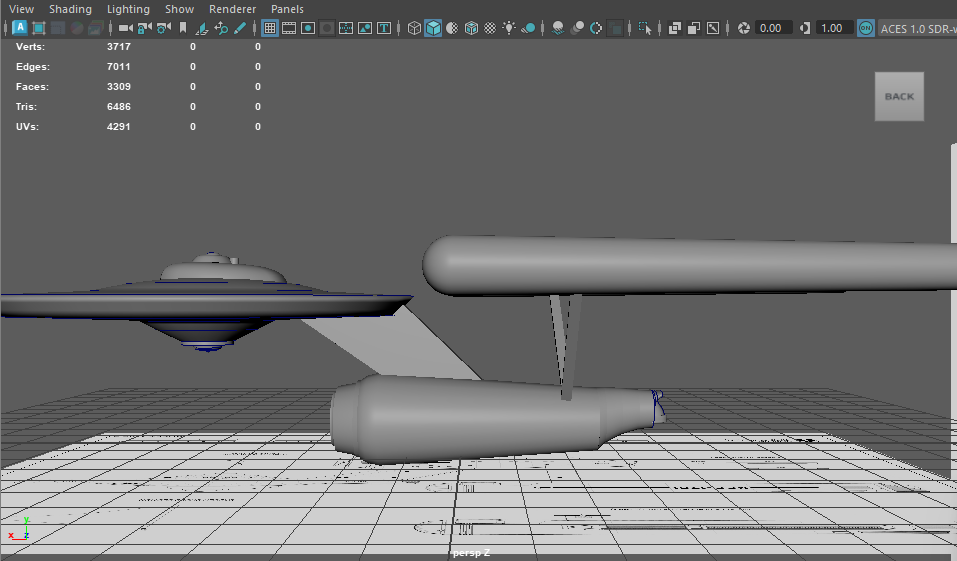 View Shading Lighting Show Renderer Panels
A T 0.00 1.00 ON ACES 1.0 SDR-v
Verts: 3717 0 0
Edges: 7011 0 0
Faces: 3309 0 0
Tris: 6486 0 0
UVs: 4291 0 0
BACK
y
x z
persp Z